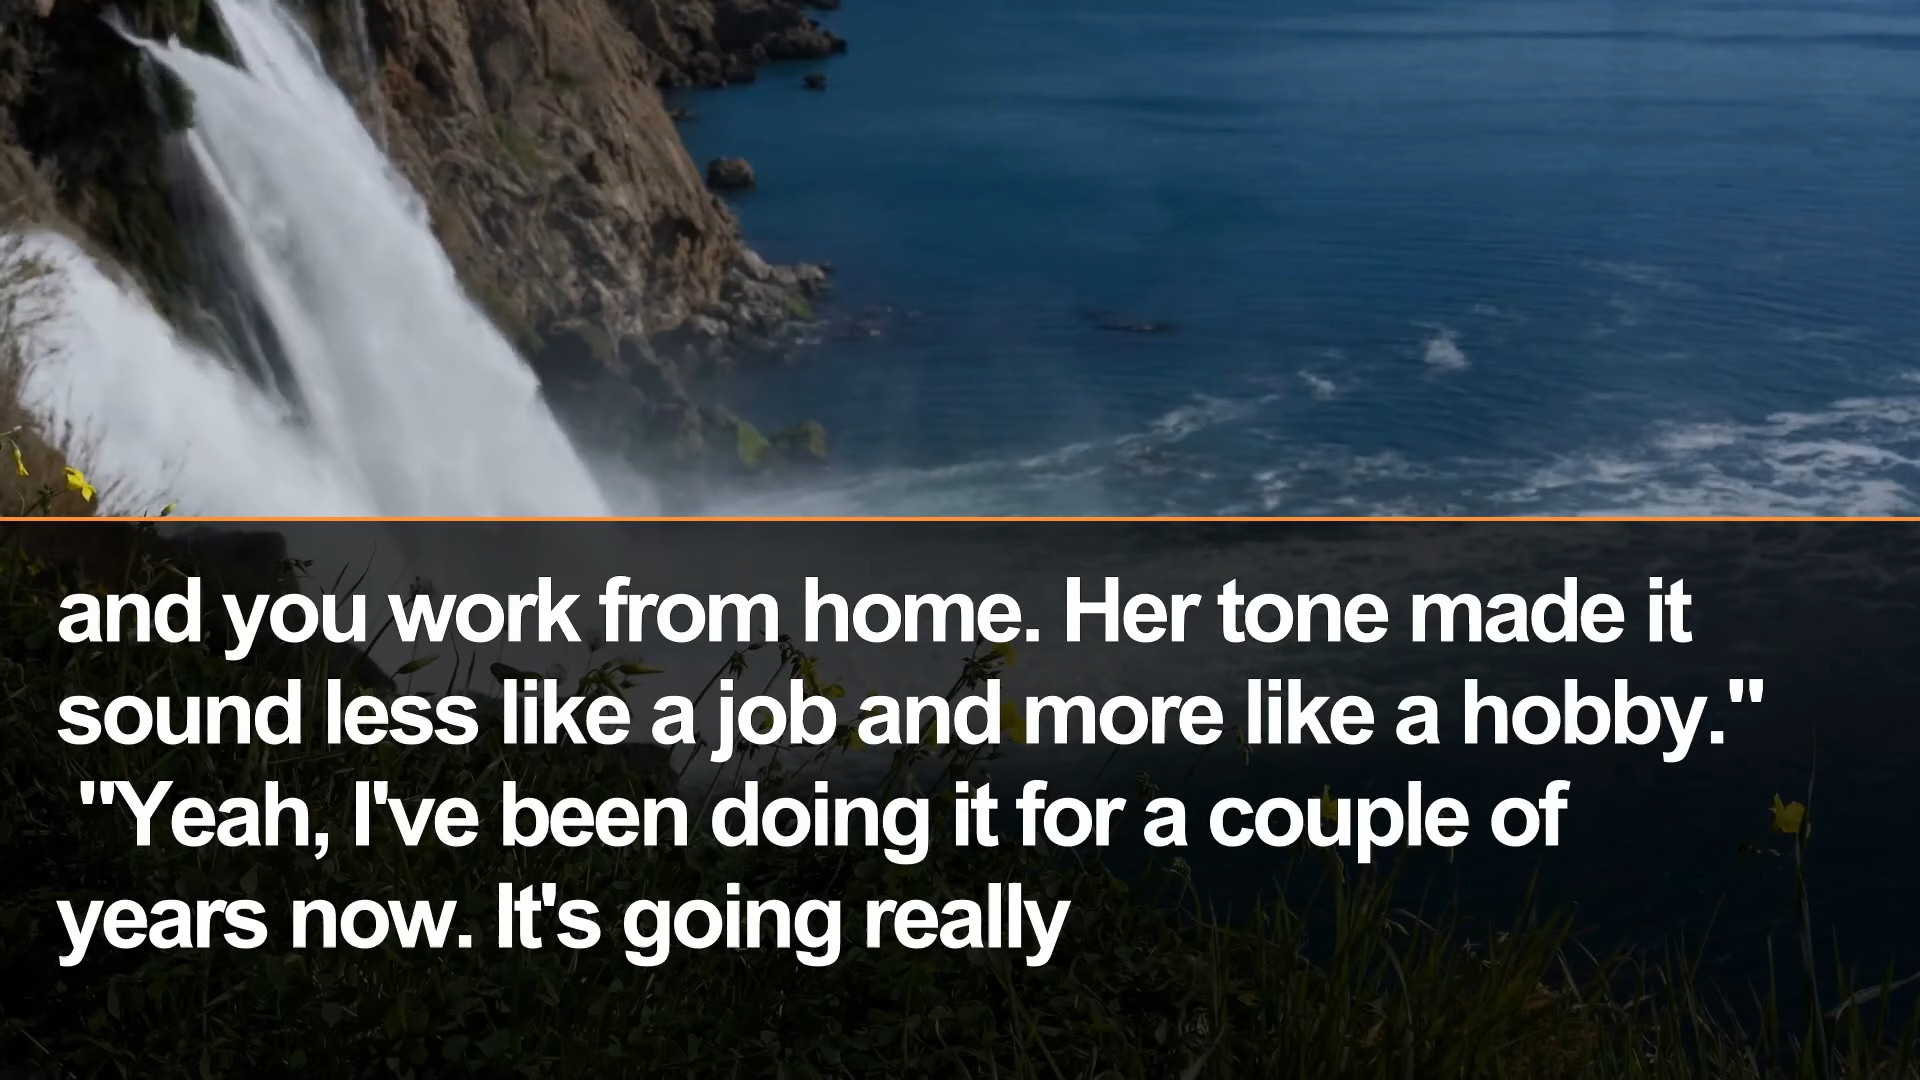 and you work from home. Her tone made it
sound less like a job and more like a hobby."
"Yeah, I've been doing it for a couple of
years now. It's going really